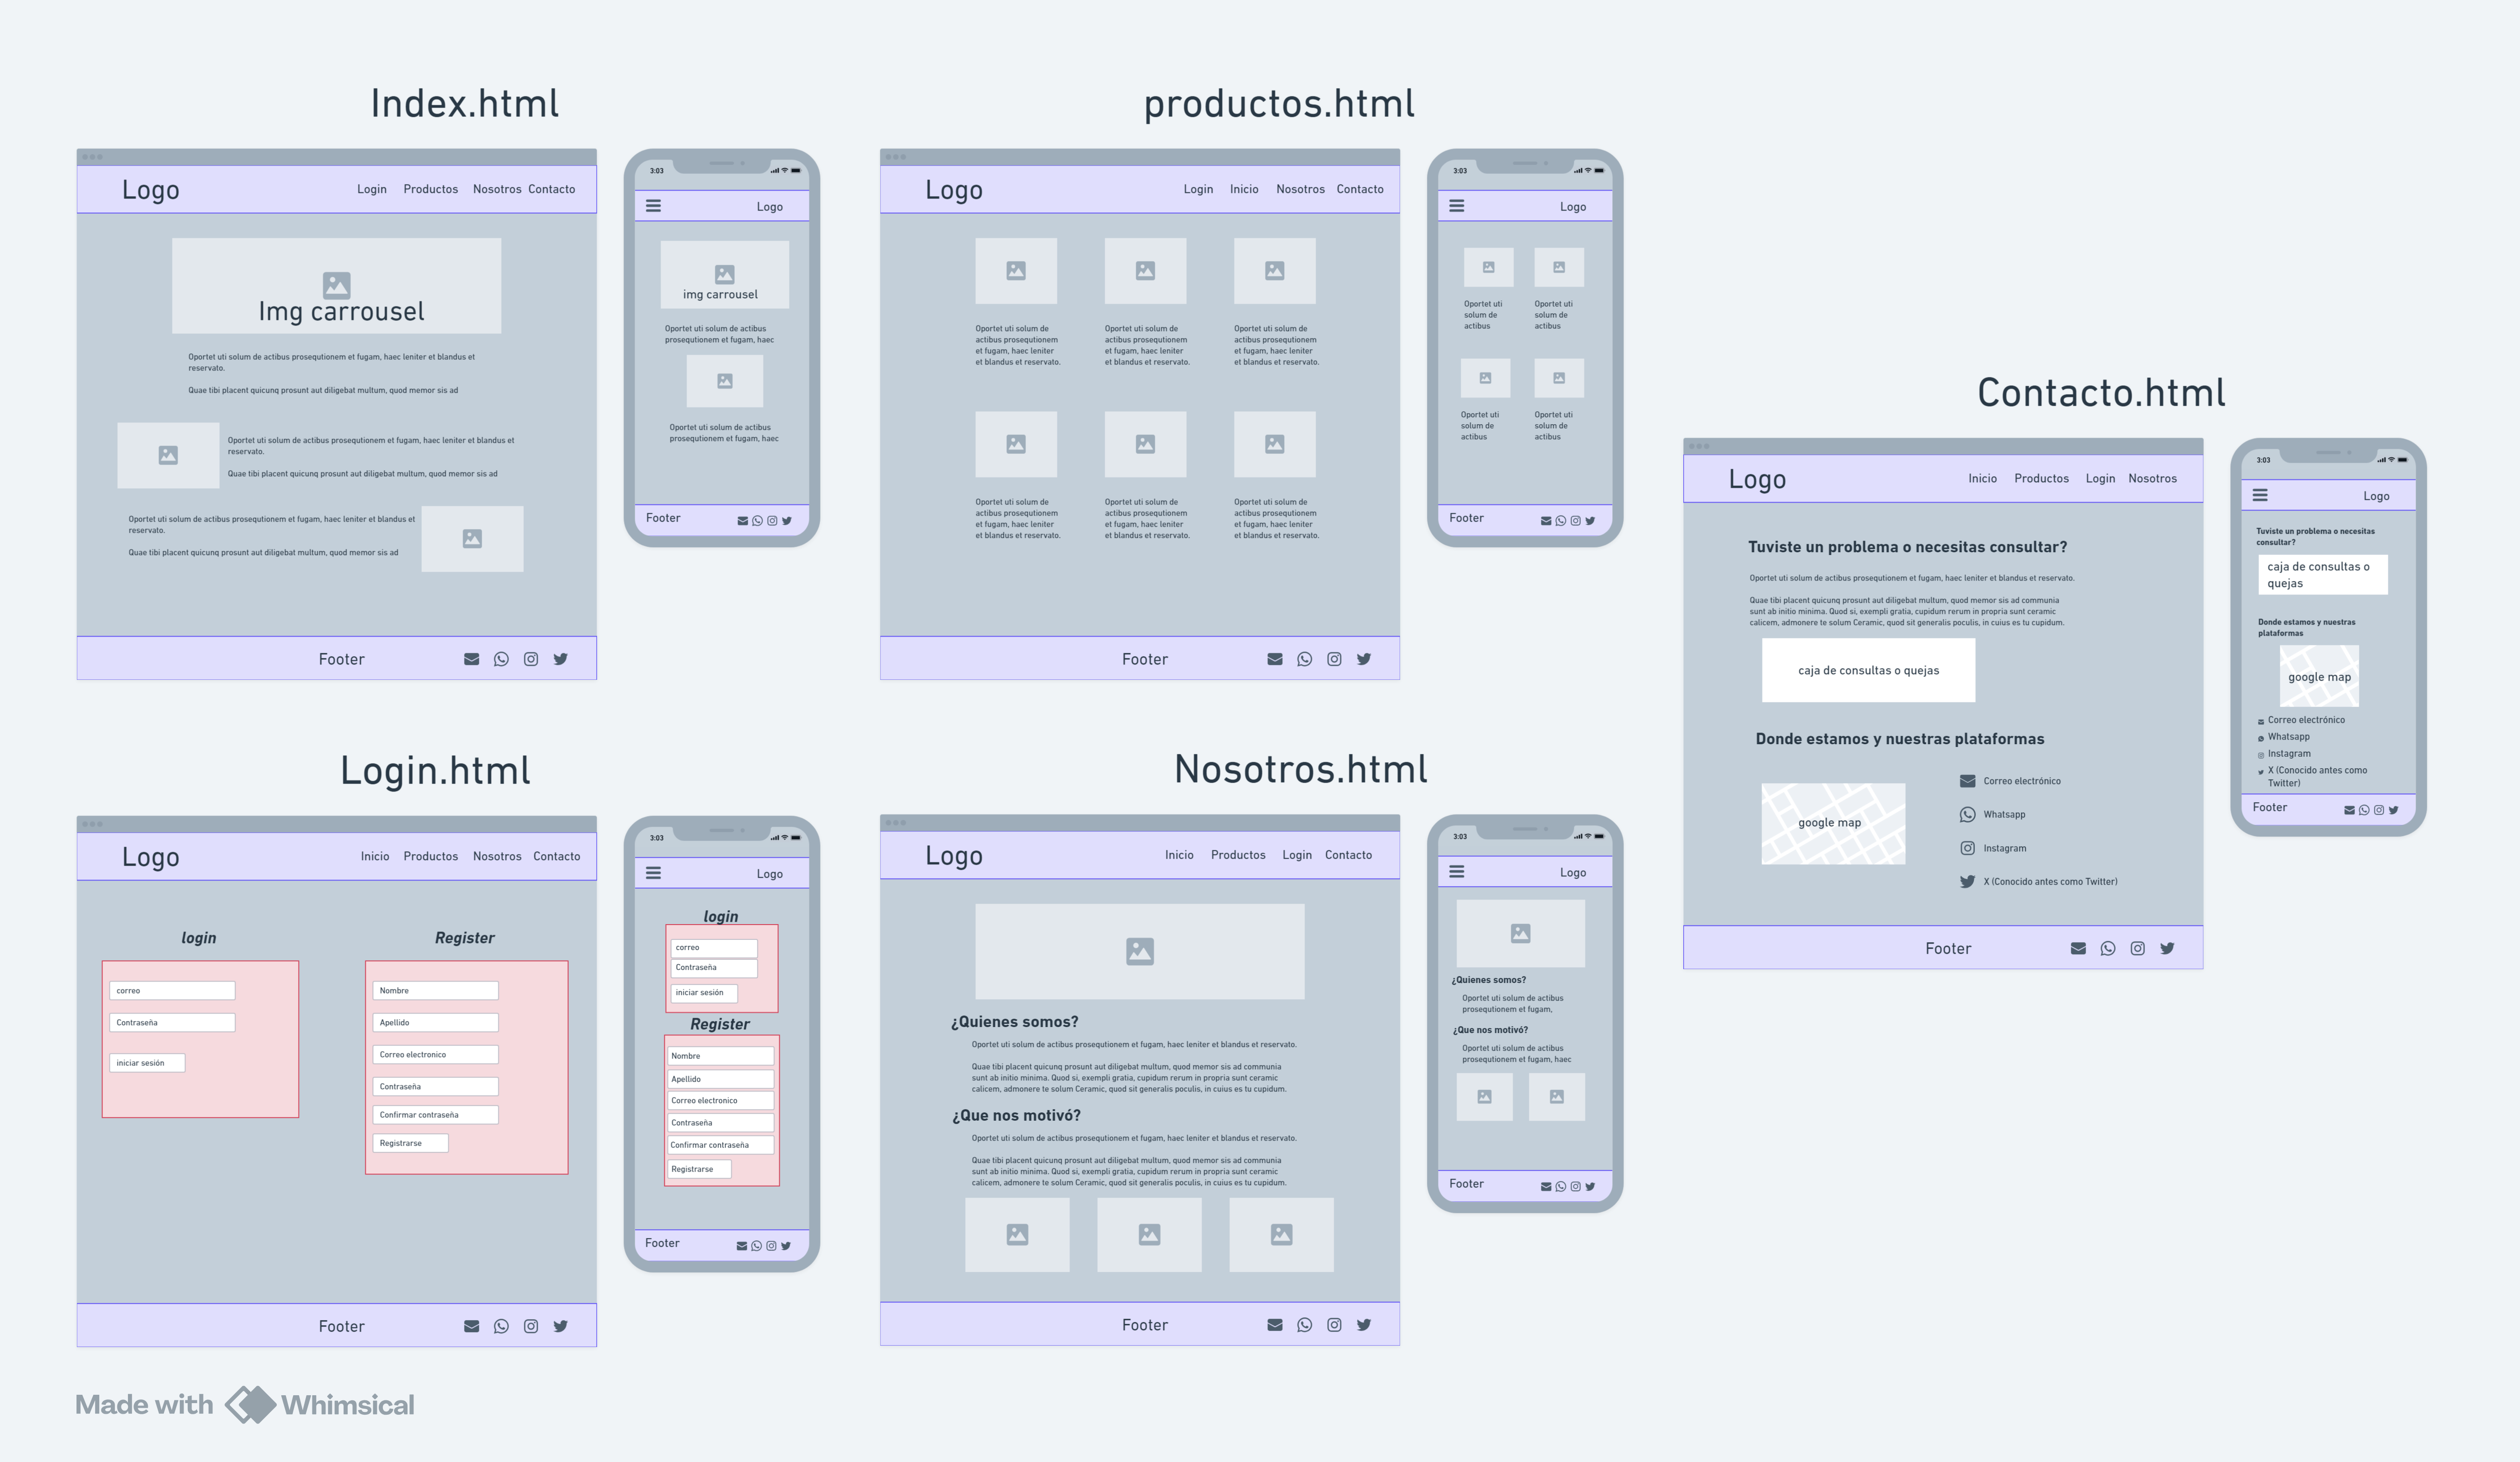 Index.html
Logo
Login Productos Nosotros Contacto
Img carrousel
Oportet uti solum de actibus prosequtionem et fugam, haec leniter et blandus et
reservato.
Quae tibi placent quicunq prosunt aut diligebat multum, quod memor sis ad
Oportet uti solum de actibus prosequtionem et fugam, haec leniter et blandus et
reservato.
Quae tibi placent quicunq prosunt aut diligebat multum, quod memor sis ad
Oportet uti solum de actibus prosequtionem et fugam, haec leniter et blandus et
reservato.
Quae tibi placent quicunq prosunt aut diligebat multum, quod memor sis ad
Footer
3:03
Logo
img carrousel
Oportet uti solum de actibus
prosequtionem et fugam, haec
Oportet uti solum de actibus
prosequtionem et fugam, haec
Footer
productos.html
Logo
Login Inicio Nosotros Contacto
Oportet uti solum de
actibus prosequtionem
et fugam, haec leniter
et blandus et reservato.
Oportet uti solum de
actibus prosequtionem
et fugam, haec leniter
et blandus et reservato.
Oportet uti solum de
actibus prosequtionem
et fugam, haec leniter
et blandus et reservato.
Oportet uti solum de
actibus prosequtionem
et fugam, haec leniter
et blandus et reservato.
Oportet uti solum de
actibus prosequtionem
et fugam, haec leniter
et blandus et reservato.
Oportet uti solum de
actibus prosequtionem
et fugam, haec leniter
et blandus et reservato.
Footer
3:03
Logo
Oportet uti
solum de
actibus
Oportet uti
solum de
actibus
Oportet uti
solum de
actibus
Oportet uti
solum de
actibus
Footer
Contacto.html
Logo
Inicio Productos Login Nosotros
Tuviste un problema o necesitas consultar?
Oportet uti solum de actibus prosequtionem et fugam, haec leniter et blandus et reservato.
Quae tibi placent quicunq prosunt aut diligebat multum, quod memor sis ad communia
sunt ab initio minima. Quod si, exempli gratia, cupidum rerum in propria sunt ceramic
calicem, admonere te solum Ceramic, quod sit generalis poculis, in cuius es tu cupidum.
caja de consultas o quejas
Donde estamos y nuestras plataformas
google map
Correo electrónico
Whatsapp
Instagram
X (Conocido antes como Twitter)
Footer
3:03
Logo
Tuviste un problema o necesitas
consultar?
caja de consultas o
quejas
Donde estamos y nuestras
plataformas
google map
Correo electrónico
Whatsapp
Instagram
X (Conocido antes como
Twitter)
Footer
Login.html
Logo
Inicio Productos Nosotros Contacto
login
correo
Contraseña
iniciar sesión
Register
Nombre
Apellido
Correo electronico
Contraseña
Confirmar contraseña
Registrarse
Footer
3:03
Logo
login
correo
Contraseña
iniciar sesión
Register
Nombre
Apellido
Correo electronico
Contraseña
Confirmar contraseña
Registrarse
Footer
Nosotros.html
Logo
Inicio Productos Login Contacto
¿Quienes somos?
Oportet uti solum de actibus prosequtionem et fugam, haec leniter et blandus et reservato.
Quae tibi placent quicunq prosunt aut diligebat multum, quod memor sis ad communia
sunt ab initio minima. Quod si, exempli gratia, cupidum rerum in propria sunt ceramic
calicem, admonere te solum Ceramic, quod sit generalis poculis, in cuius es tu cupidum.
¿Que nos motivó?
Oportet uti solum de actibus prosequtionem et fugam, haec leniter et blandus et reservato.
Quae tibi placent quicunq prosunt aut diligebat multum, quod memor sis ad communia
sunt ab initio minima. Quod si, exempli gratia, cupidum rerum in propria sunt ceramic
calicem, admonere te solum Ceramic, quod sit generalis poculis, in cuius es tu cupidum.
Footer
3:03
Logo
¿Quienes somos?
Oportet uti solum de actibus
prosequtionem et fugam,
¿Que nos motivó?
Oportet uti solum de actibus
prosequtionem et fugam, haec
Footer
Made with Whimsical